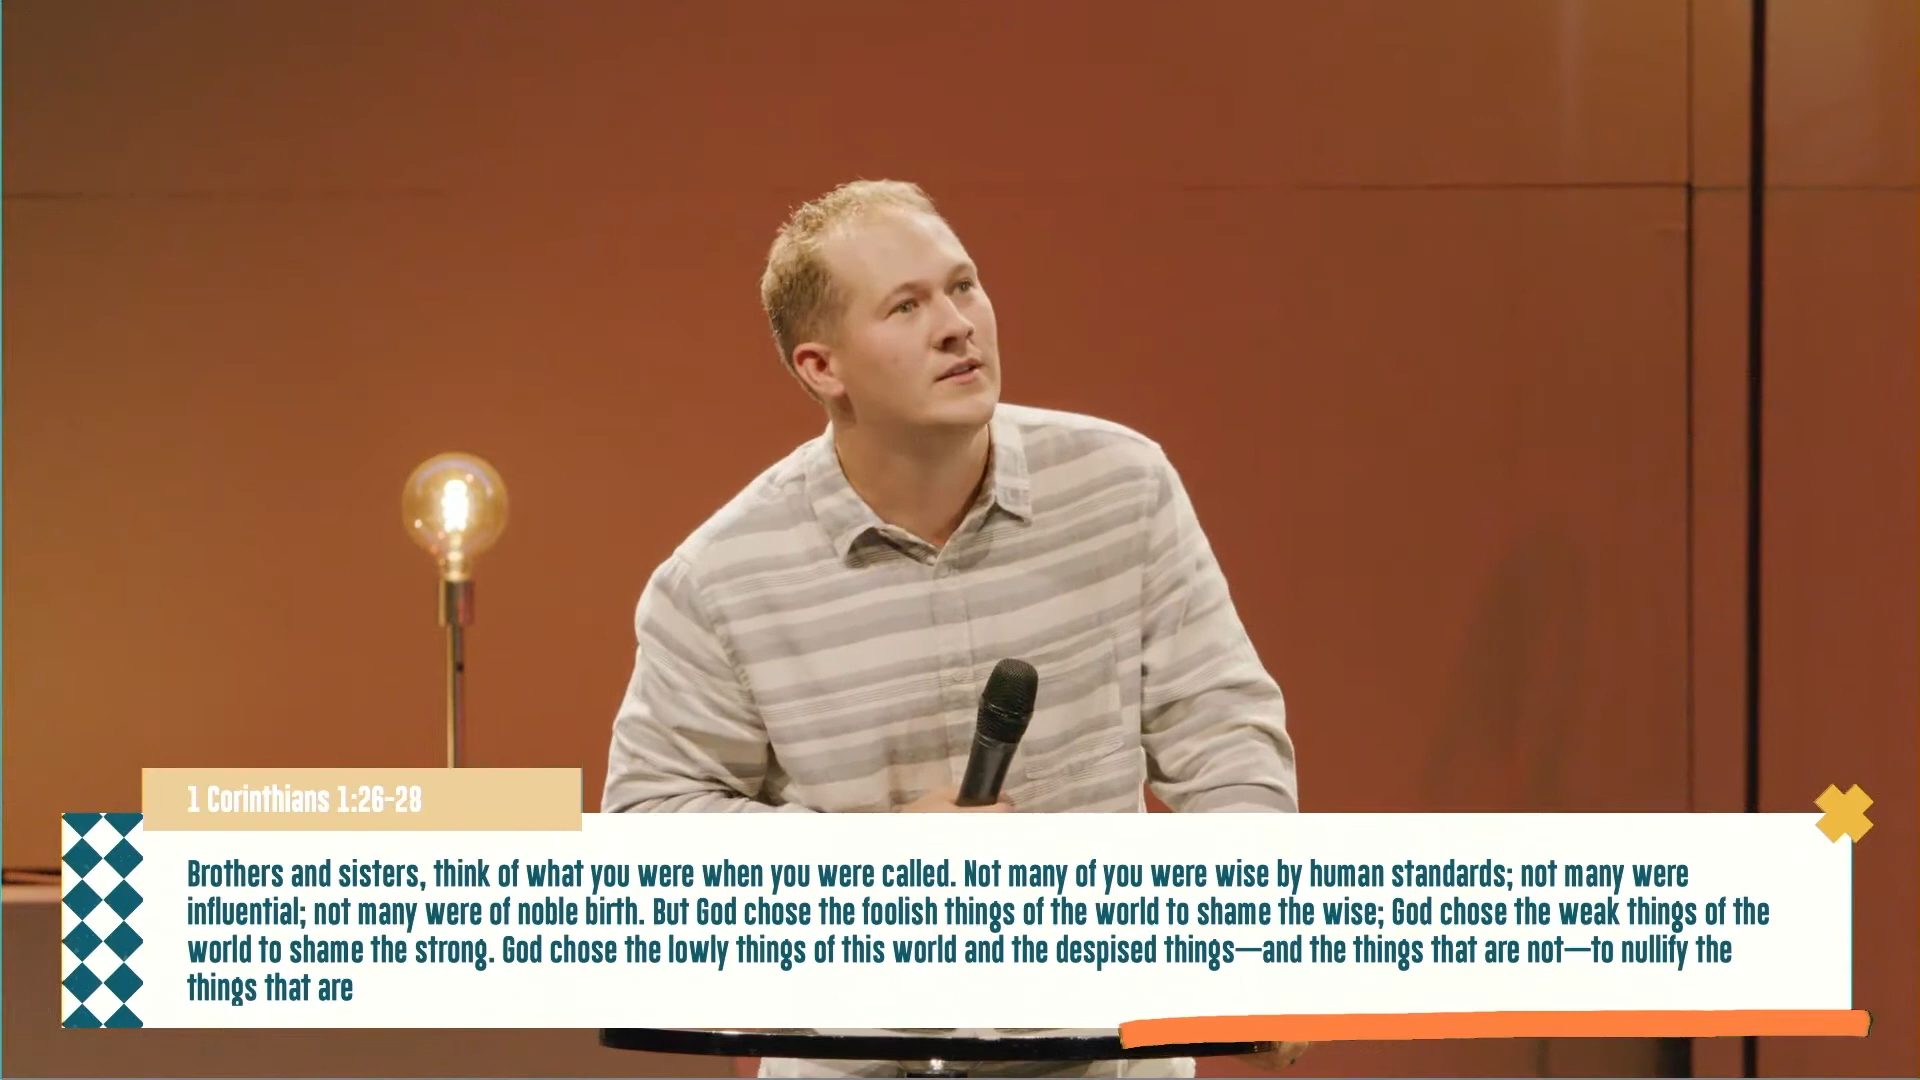 1 Corinthians 1:26-28
Brothers and sisters, think of what you were when you were called. Not many of you were wise by human standards; not many were
influential; not many were of noble birth. But God chose the foolish things of the world to shame the wise; God chose the weak things of the
world to shame the strong. God chose the lowly things of this world and the despised things—and the things that are not—to nullify the
things that are